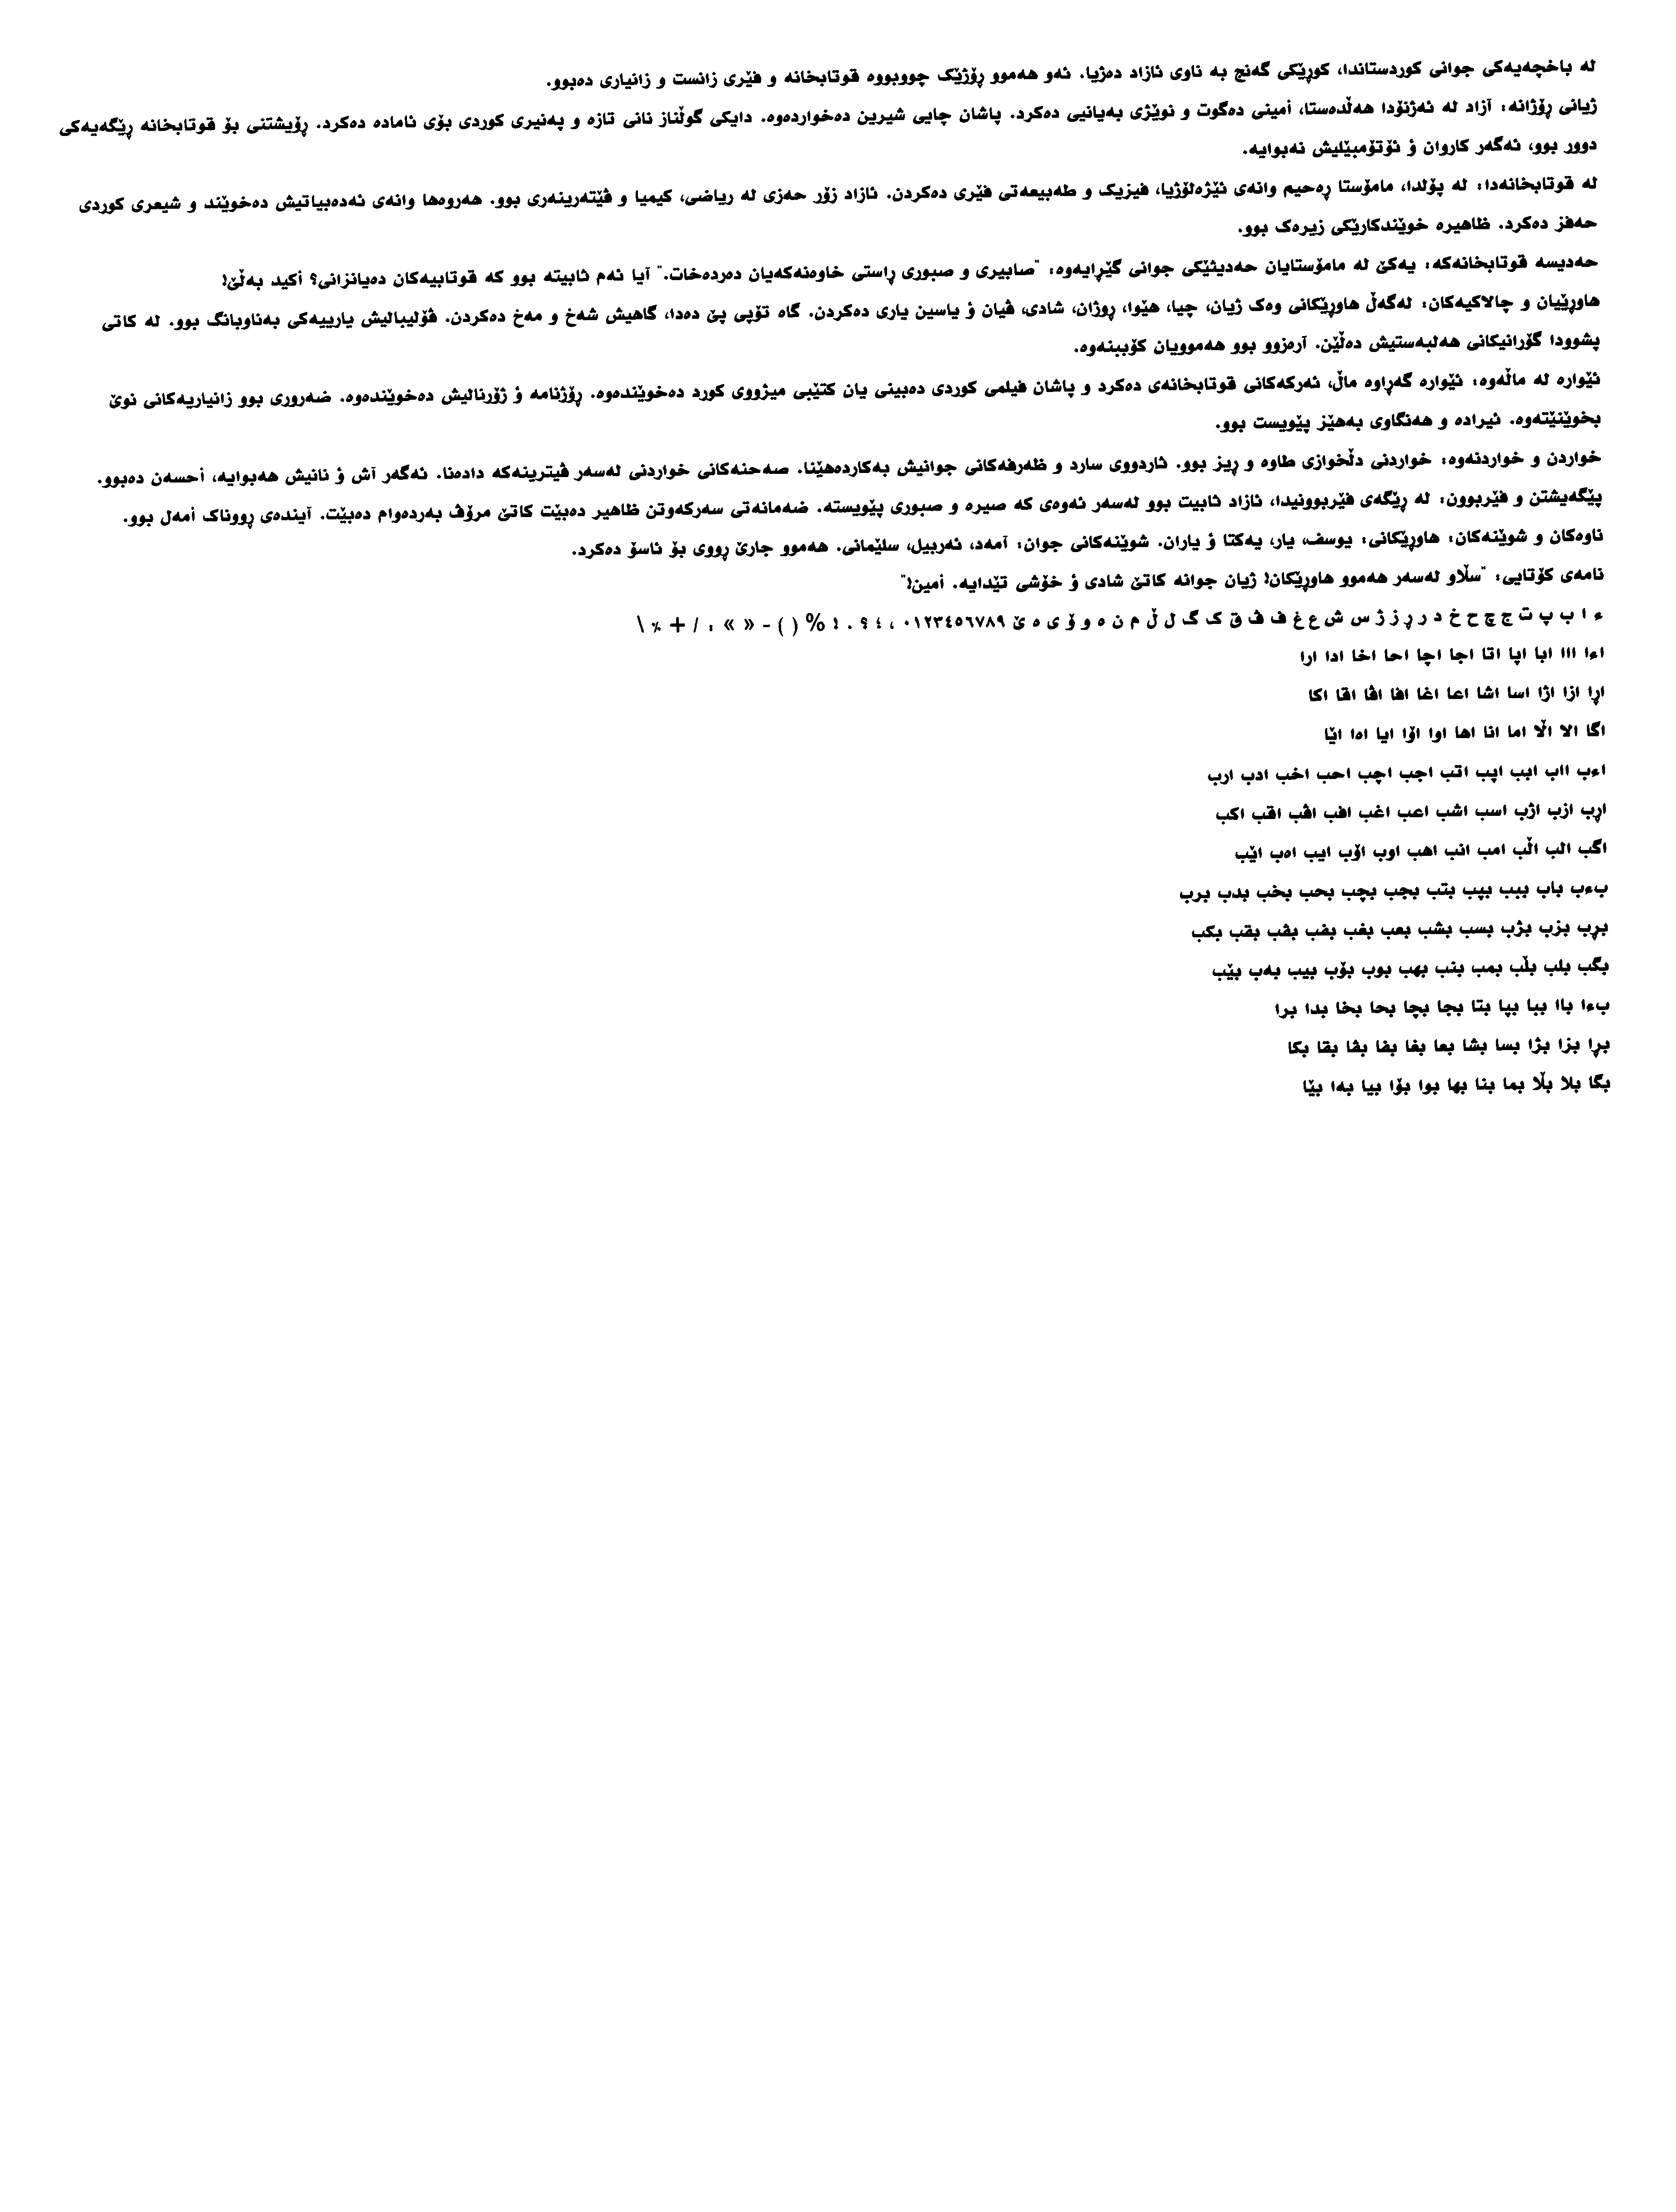 لە باخچەیەکی جوانی کوردستاندا، کوڕێکی گەنج بە ناوی ئازاد دەژیا. ئەو هەموو ڕۆژێک چووبووە قوتابخانە و فێری زانست و زانیاری دەبوو.
ژیانی ڕۆژانە: آزاد لە ئەژنۆدا هەڵدەستا، أمینی دەگوت و نوێژی بەیانیی دەکرد. پاشان چایی شیرین دەخواردەوە. دایکی گوڵناز نانی تازە و پەنیری کوردی بۆی ئامادە دەکرد. ڕۆیشتنی بۆ قوتابخانە ڕێگەیەکی
دوور بوو، ئەگەر کاروان ؤ ئۆتۆمبێلیش نەبوایە.
لە قوتابخانەدا: لە پۆلدا، مامۆستا ڕەحیم وانەی ئێژەلۆژیا، فیزیک و طەبیعەتی فێری دەکردن. ئازاد زۆر حەزی لە ریاضی، کیمیا و ڤێتەرینەری بوو. هەروەها وانەی ئەدەبیاتیش دەخوێند و شیعری کوردی
حەفز دەکرد. ظاهیرە خوێندکارێکی زیرەک بوو.
حەدیسە قوتابخانەکە: یەکێ لە مامۆستایان حەدیثێکی جوانی گێڕایەوە: "صابیری و صبوری ڕاستی خاوەنەکەیان دەردەخات." آیا ئەم ثابیتە بوو کە قوتابیەکان دەیانزانی؟ أکید بەڵێ!
هاوڕێیان و چالاکیەکان: لەگەڵ هاوڕێکانی وەک ژیان، چیا، هێوا، ڕوژان، شادی، ڤیان ؤ یاسین یاری دەکردن. گاە تۆپی پێ دەدا، گاهیش شەخ و مەخ دەکردن. ڤۆلیبالیش یارییەکی بەناوبانگ بوو. لە کاتی
پشوودا گۆرانیکانی هەلبەستیش دەڵێن. آرەزوو بوو هەموویان کۆببنەوە.
ئێوارە لە ماڵەوە: ئێوارە گەڕاوە ماڵ، ئەرکەکانی قوتابخانەی دەکرد و پاشان فیلمی کوردی دەبینی یان کتێبی میژووی کورد دەخوێندەوە. ڕۆژنامە ؤ ژۆرنالیش دەخوێندەوە. ضەروری بوو زانیاریەکانی نوێ
بخوێنێتەوە. ئیرادە و هەنگاوی بەهێز پێویست بوو.
خواردن و خواردنەوە: خواردنی دڵخوازی طاوە و ڕیز بوو. ثاردووی سارد و ظەرفەکانی جوانیش بەکاردەهێنا. صەحنەکانی خواردنی لەسەر ڤیترینەکە دادەنا. ئەگەر آش ؤ نانیش هەبوایە، أحسەن دەبوو.
پێگەیشتن و فێربوون: لە ڕێگەی فێربوونیدا، ئازاد ثابیت بوو لەسەر ئەوەی کە صیرە و صبوری پێویستە. ضەمانەتی سەرکەوتن ظاهیر دەبێت کاتێ مرۆڤ بەردەوام دەبێت. آیندەی ڕووناک أمەل بوو.
ناوەکان و شوێنەکان: هاوڕێکانی: یوسف، یار، یەکتا ؤ یاران. شوێنەکانی جوان: آمەد، ئەربیل، سلێمانی. هەموو جارێ ڕووی بۆ ئاسۆ دەکرد.
نامەی کۆتایی: "سڵاو لەسەر هەموو هاوڕێکان! ژیان جوانە کاتێ شادی ؤ خۆشی تێدایە. أمین!"
ء ا ب پ ت ج چ ح خ د ر ڕ ز ژ س ش ع غ ف ڤ ق ک گ ل ڵ م ن ە و ۆ ی ە ێ ٠١٢٣٤٥٦٧٨٩ ، ؛ ؟ . ! % ( ) - « » : / + ٪ \
اءا ااا ابا اپا اتا اجا اچا احا اخا ادا ارا
اڕا ازا اژا اسا اشا اعا اغا افا اڤا اقا اکا
اگا الا اڵا اما انا اها اوا اۆا ایا اەا اێا
اءب ااب ابب اپب اتب اجب اچب احب اخب ادب ارب
اڕب ازب اژب اسب اشب اعب اغب افب اڤب اقب اکب
اگب الب اڵب امب انب اهب اوب اۆب ایب اەب اێب
بءب باب ببب بپب بتب بجب بچب بحب بخب بدب برب
بڕب بزب بژب بسب بشب بعب بغب بفب بڤب بقب بکب
بگب بلب بڵب بمب بنب بهب بوب بۆب بیب بەب بێب
بءا باا ببا بپا بتا بجا بچا بحا بخا بدا برا
بڕا بزا بژا بسا بشا بعا بغا بفا بڤا بقا بکا
بگا بلا بڵا بما بنا بها بوا بۆا بیا بەا بێا